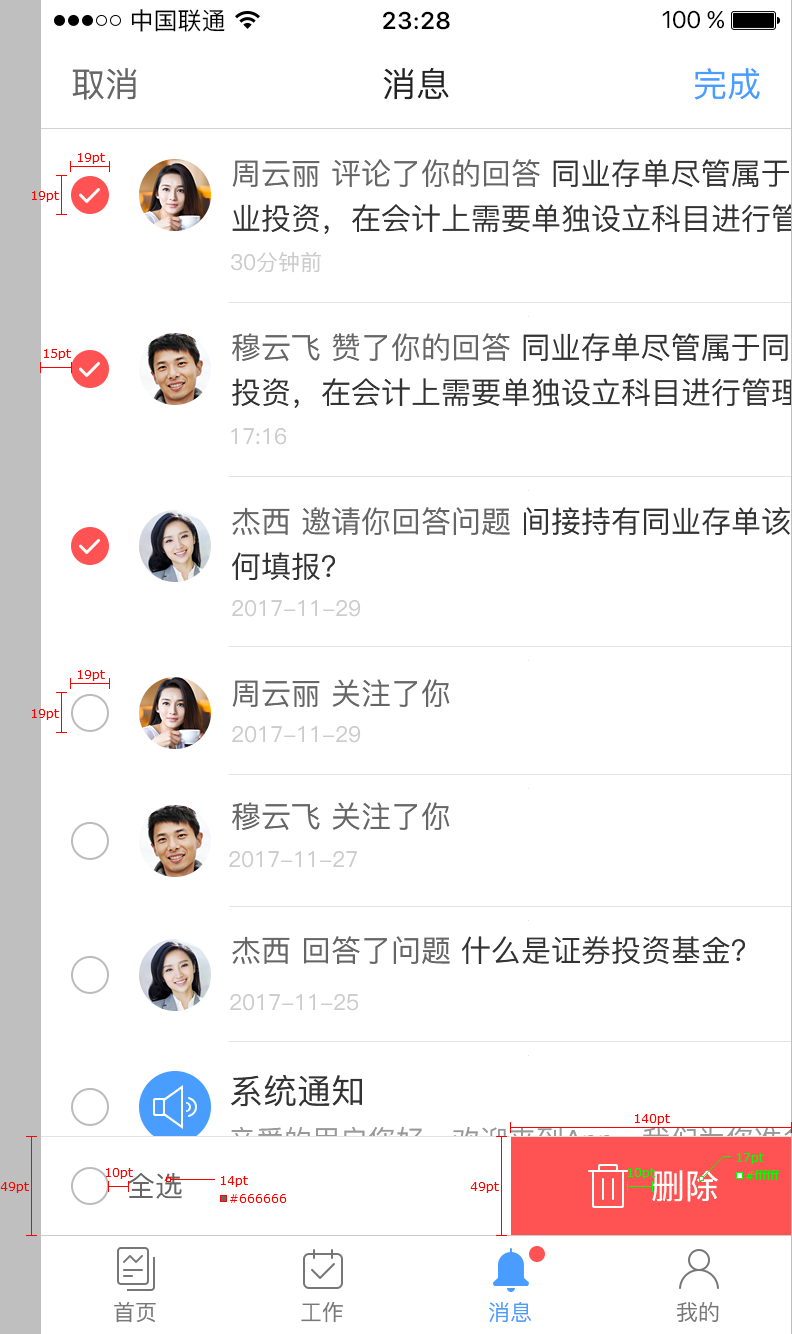 中国联通 23:28 100 %
取消 消息 完成
19pt
19pt
周云丽 评论了你的回答 同业存单尽管属于
业投资，在会计上需要单独设立科目进行管
30分钟前
15pt
穆云飞 赞了你的回答 同业存单尽管属于同
投资，在会计上需要单独设立科目进行管理
17:16
杰西 邀请你回答问题 间接持有同业存单该
何填报?
2017-11-29
19pt
19pt
周云丽 关注了你
2017-11-29
穆云飞 关注了你
2017-11-27
杰西 回答了问题 什么是证券投资基金?
2017-11-25
系统通知
140pt
49pt 10pt 全选 14pt
#666666
49pt 10pt 删除 17pt
#ffffff
首页 工作 消息 我的